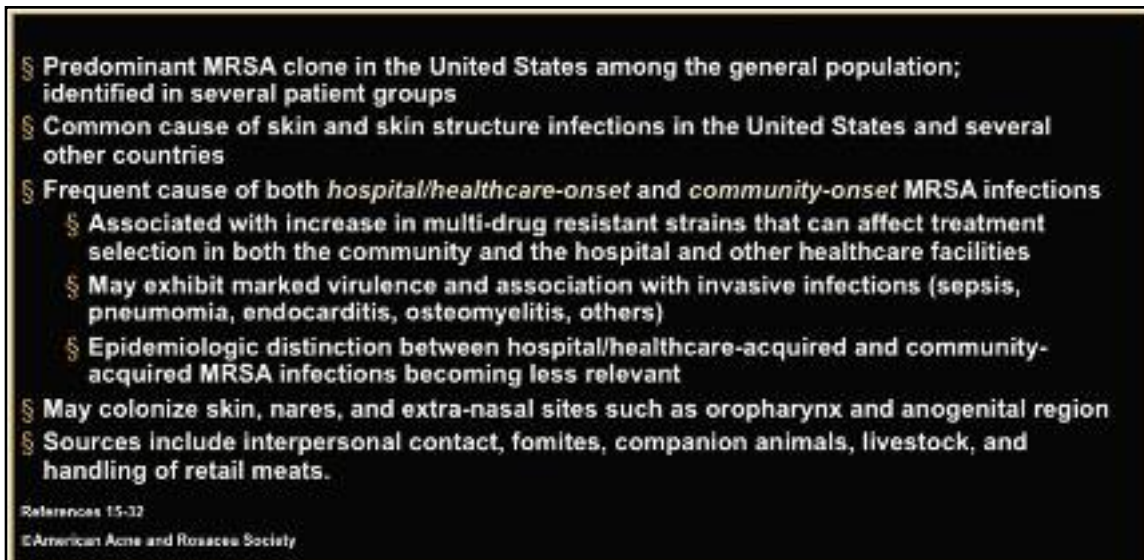 § Predominant MRSA clone in the United States among the general population;
identified in several patient groups
§ Common cause of skin and skin structure infections in the United States and several
other countries
§ Frequent cause of both hospital/healthcare-onset and community-onset MRSA infections
§ Associated with increase in multi-drug resistant strains that can affect treatment
selection in both the community and the hospital and other healthcare facilities
§ May exhibit marked virulence and association with invasive infections (sepsis,
pneumomia, endocarditis, osteomyelitis, others)
§ Epidemiologic distinction between hospital/healthcare-acquired and community-
acquired MRSA infections becoming less relevant
§ May colonize skin, nares, and extra-nasal sites such as oropharynx and anogenital region
§ Sources include interpersonal contact, fomites, companion animals, livestock, and
handling of retail meats.
References 15-32
©American Acne and Rosacea Society